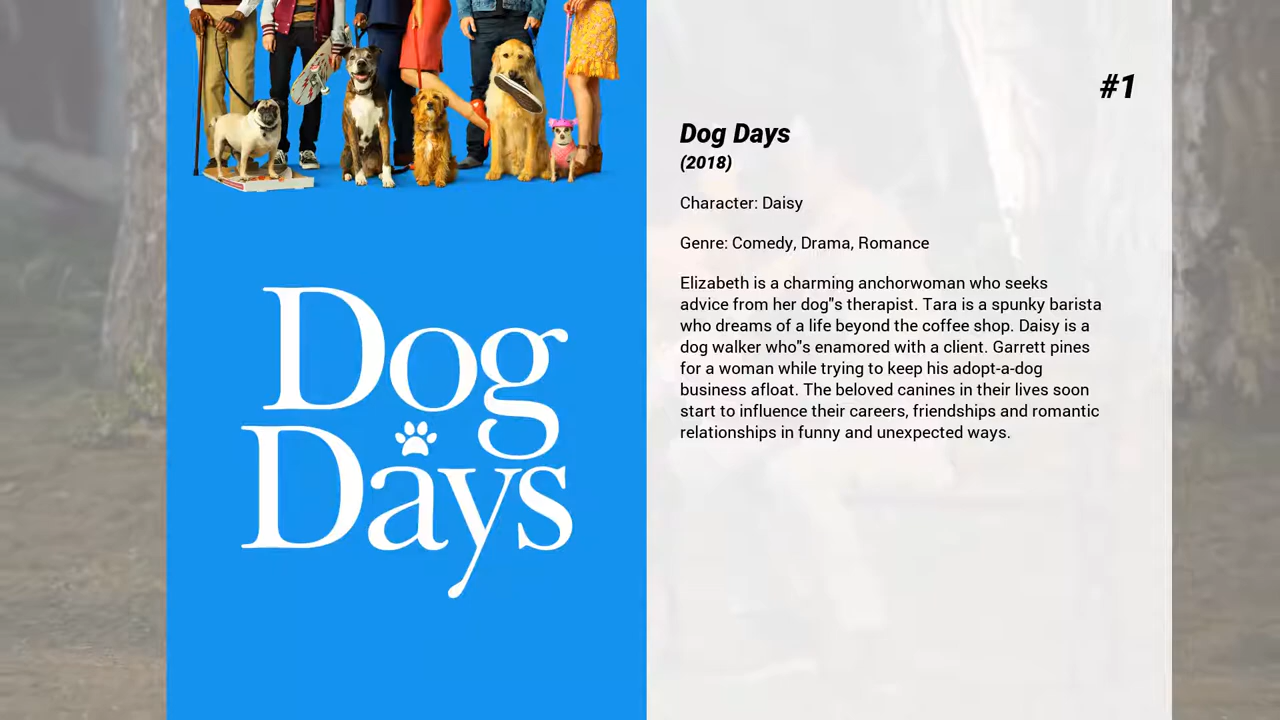 Dog
Days
#1
Dog Days
(2018)
Character: Daisy
Genre: Comedy, Drama, Romance
Elizabeth is a charming anchorwoman who seeks
advice from her dog"s therapist. Tara is a spunky barista
who dreams of a life beyond the coffee shop. Daisy is a
dog walker who"s enamored with a client. Garrett pines
for a woman while trying to keep his adopt-a-dog
business afloat. The beloved canines in their lives soon
start to influence their careers, friendships and romantic
relationships in funny and unexpected ways.